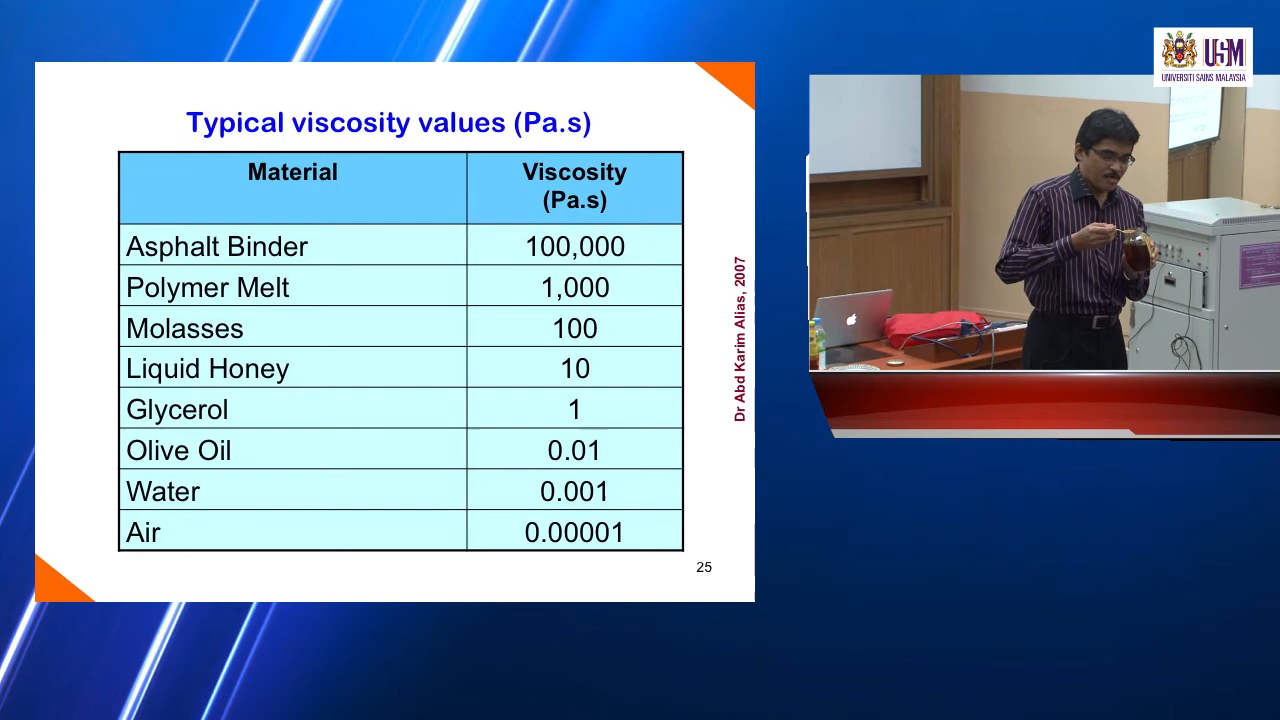 USM
UNIVERSITI SAINS MALAYSIA
Typical viscosity values (Pa.s)
Material
Viscosity
(Pa.s)
Asphalt Binder 100,000
Polymer Melt 1,000
Molasses 100
Liquid Honey 10
Glycerol 1
Olive Oil 0.01
Water 0.001
Air 0.00001
Dr Abd Karim Alias, 2007
25